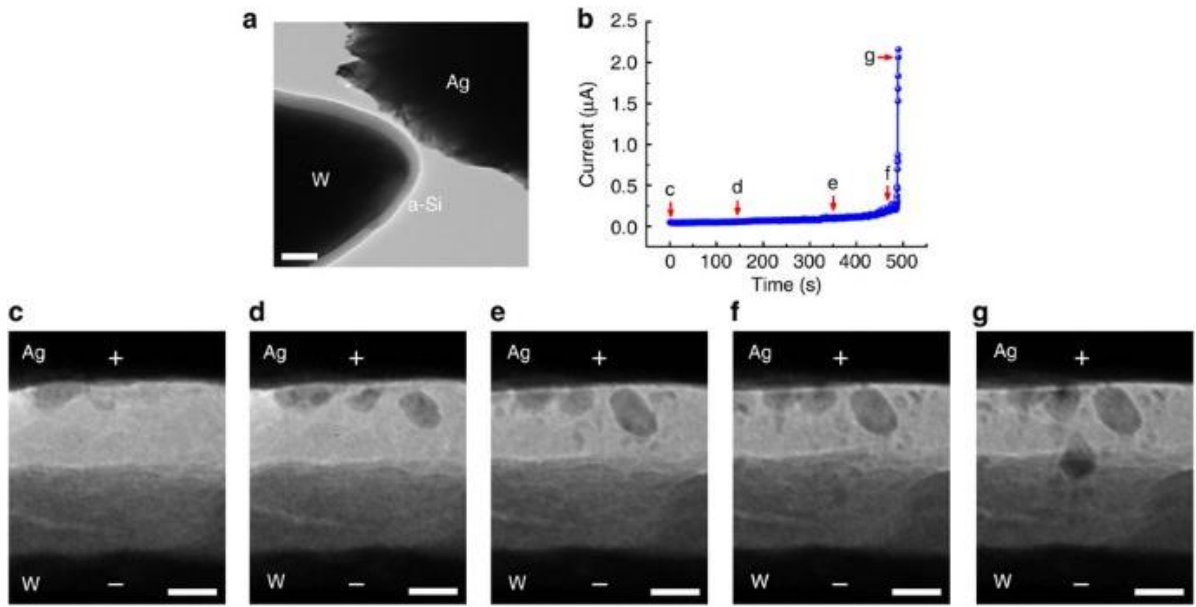 a
Ag
W
a-Si
b
Current (μA)
2.5
2.0
1.5
1.0
0.5
0.0
g
f
c
d
e
0
100
200
300
400
500
Time (s)
c
Ag
+
W
−
d
Ag
+
W
−
e
Ag
+
W
−
f
Ag
+
W
−
g
Ag
+
W
−